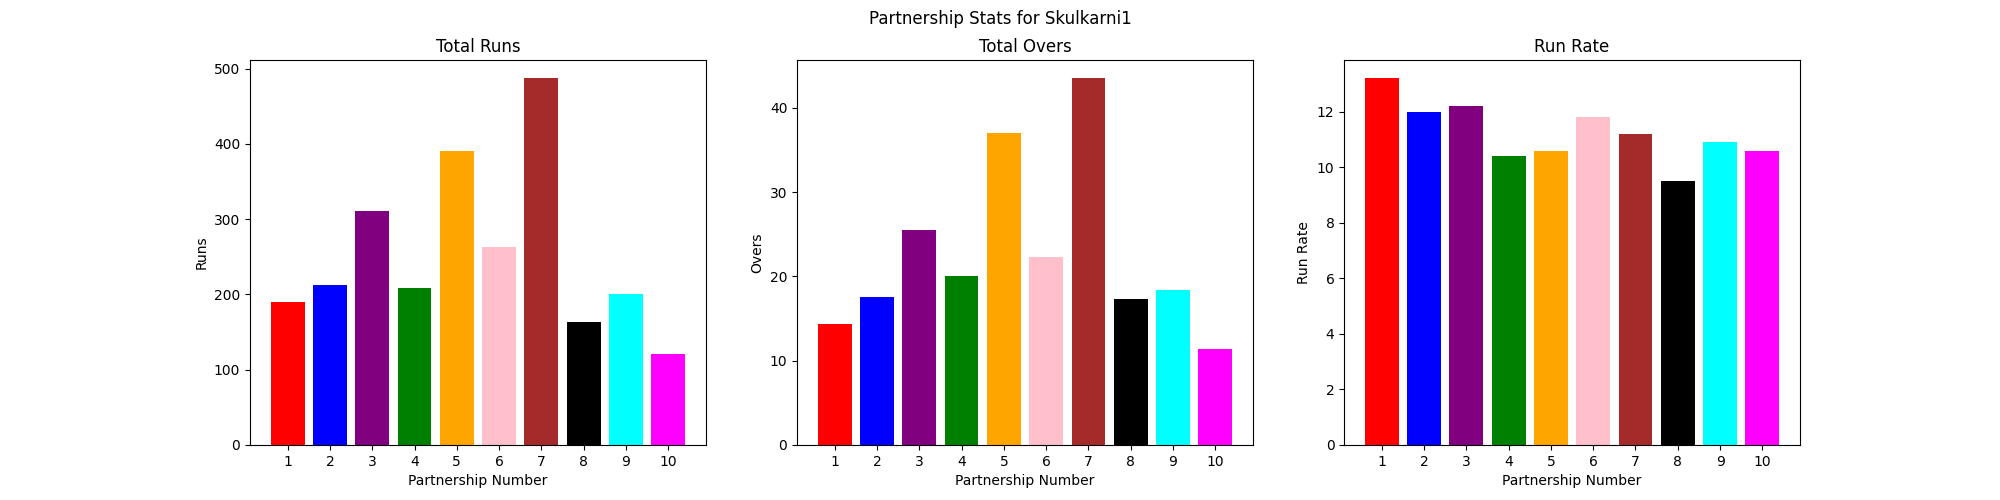 Partnership Stats for Skulkarni1
Total Runs
500
400
300
200
100
0
Runs
1 2 3 4 5 6 7 8 9 10
Partnership Number
Total Overs
40
30
20
10
0
Overs
1 2 3 4 5 6 7 8 9 10
Partnership Number
Run Rate
12
10
8
6
4
2
0
Run Rate
1 2 3 4 5 6 7 8 9 10
Partnership Number